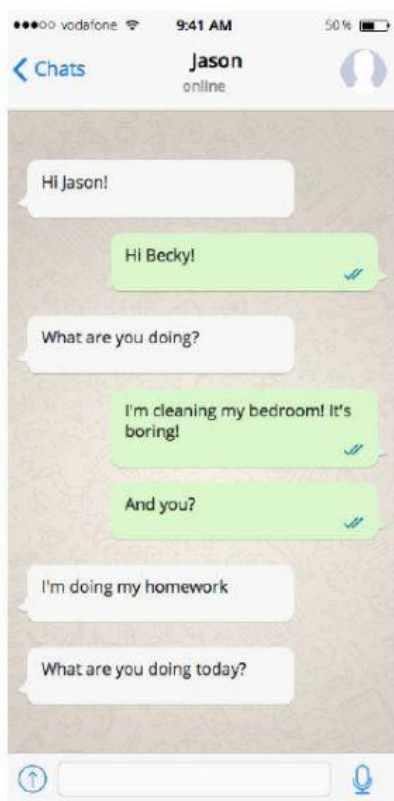 vodafone 9:41 AM 50%
Chats Jason
online
Hi Jason!
Hi Becky!
What are you doing?
I'm cleaning my bedroom! It's
boring!
And you?
I'm doing my homework
What are you doing today?